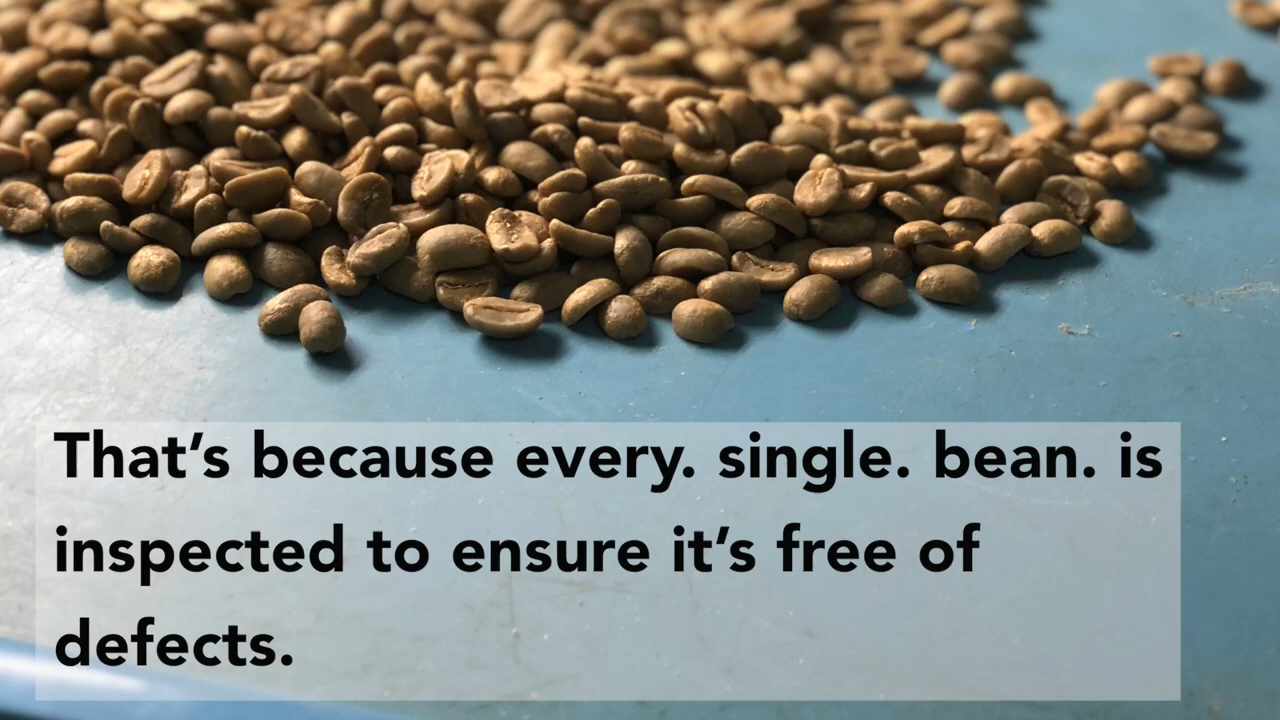 That’s because every. single. bean. is
inspected to ensure it’s free of
defects.